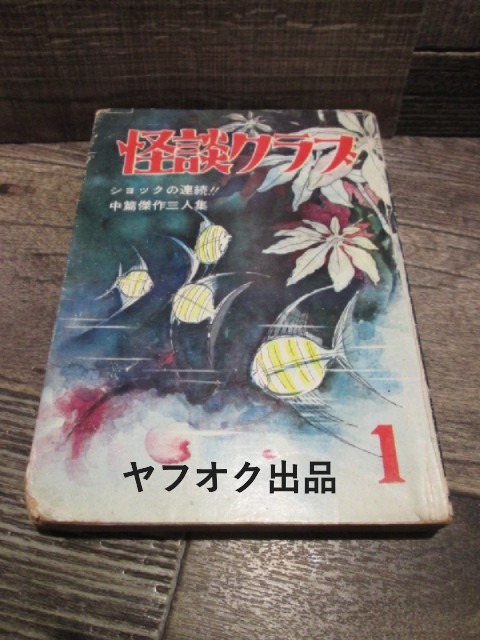 怪談クラブ
ショックの連続!!
中篇傑作三人集
1
ヤフオク出品